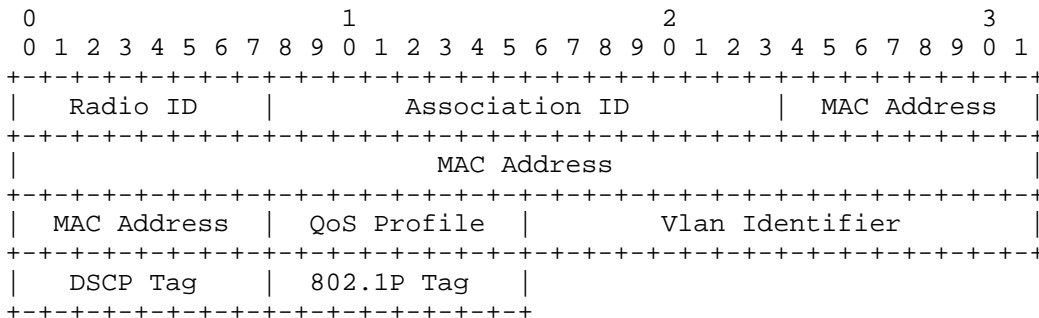 0                   1                   2                   3
 0 1 2 3 4 5 6 7 8 9 0 1 2 3 4 5 6 7 8 9 0 1 2 3 4 5 6 7 8 9 0 1
+-+-+-+-+-+-+-+-+-+-+-+-+-+-+-+-+-+-+-+-+-+-+-+-+-+-+-+-+-+-+-+-+
|   Radio ID    |        Association ID         |  MAC Address  |
+-+-+-+-+-+-+-+-+-+-+-+-+-+-+-+-+-+-+-+-+-+-+-+-+-+-+-+-+-+-+-+-+
|                          MAC Address                          |
+-+-+-+-+-+-+-+-+-+-+-+-+-+-+-+-+-+-+-+-+-+-+-+-+-+-+-+-+-+-+-+-+
|  MAC Address  |  QoS Profile  |        Vlan Identifier        |
+-+-+-+-+-+-+-+-+-+-+-+-+-+-+-+-+-+-+-+-+-+-+-+-+-+-+-+-+-+-+-+-+
|   DSCP Tag    |  802.1P Tag   |
+-+-+-+-+-+-+-+-+-+-+-+-+-+-+-+-+